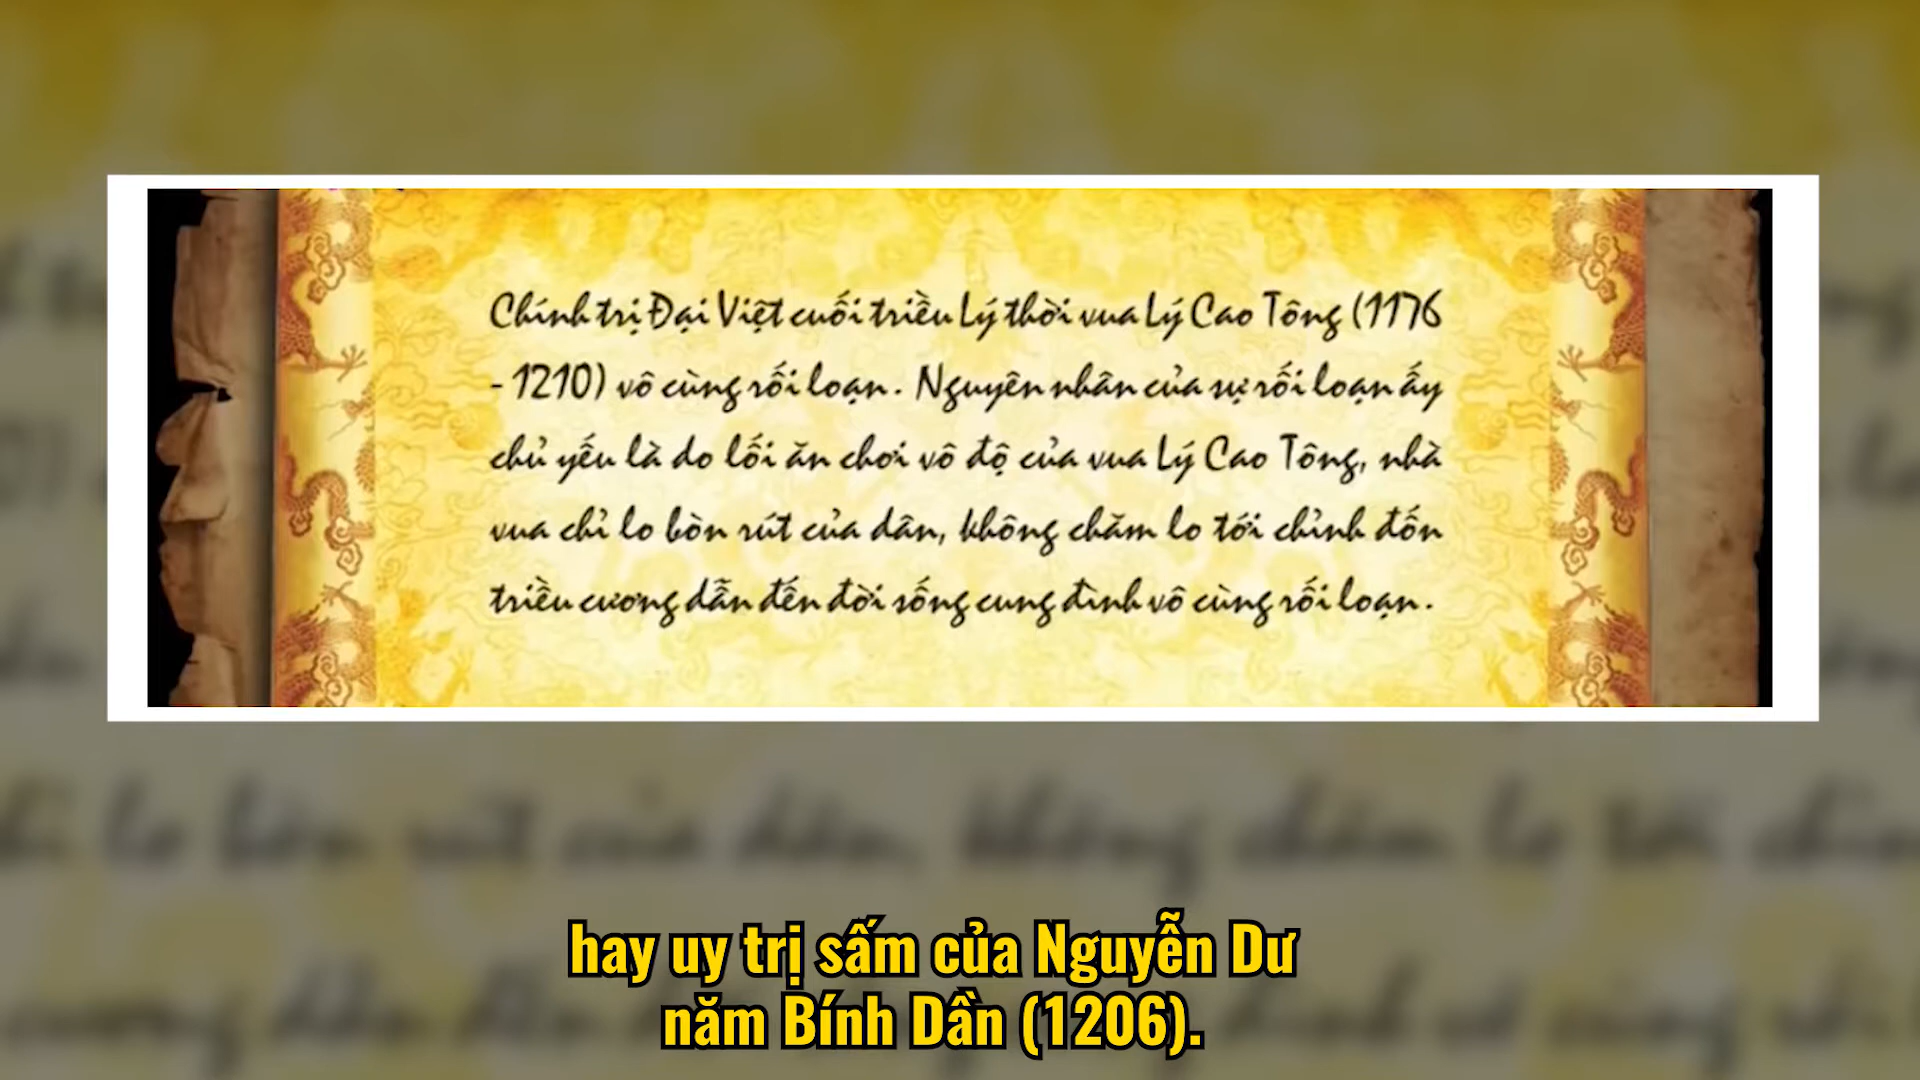 Chính trị Đại Việt cuối triều Lý thời vua Lý Cao Tông (1176
- 1210) vô cùng rối loạn. Nguyên nhân của sự rối loạn ấy
chủ yếu là do lối ăn chơi vô độ của vua Lý Cao Tông, nhà
vua chỉ lo bòn rút của dân, không chăm lo tới chỉnh đốn
triều cương dẫn đến đời sống cung đình vô cùng rối loạn.
hay uy trị sấm của Nguyễn Dư
năm Bính Dần (1206).